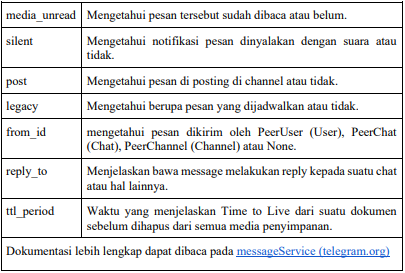 media_unread Mengetahui pesan tersebut sudah dibaca atau belum.
silent Mengetahui notifikasi pesan dinyalakan dengan suara atau
tidak.
post Mengetahui pesan di posting di channel atau tidak.
legacy Mengetahui berupa pesan yang dijadwalkan atau tidak.
from_id mengetahui pesan dikirim oleh PeerUser (User), PeerChat
(Chat), PeerChannel (Channel) atau None.
reply_to Menjelaskan bawa message melakukan reply kepada suatu chat
atau hal lainnya.
ttl_period Waktu yang menjelaskan Time to Live dari suatu dokumen
sebelum dihapus dari semua media penyimpanan.
Dokumentasi lebih lengkap dapat dibaca pada messageService (telegram.org)